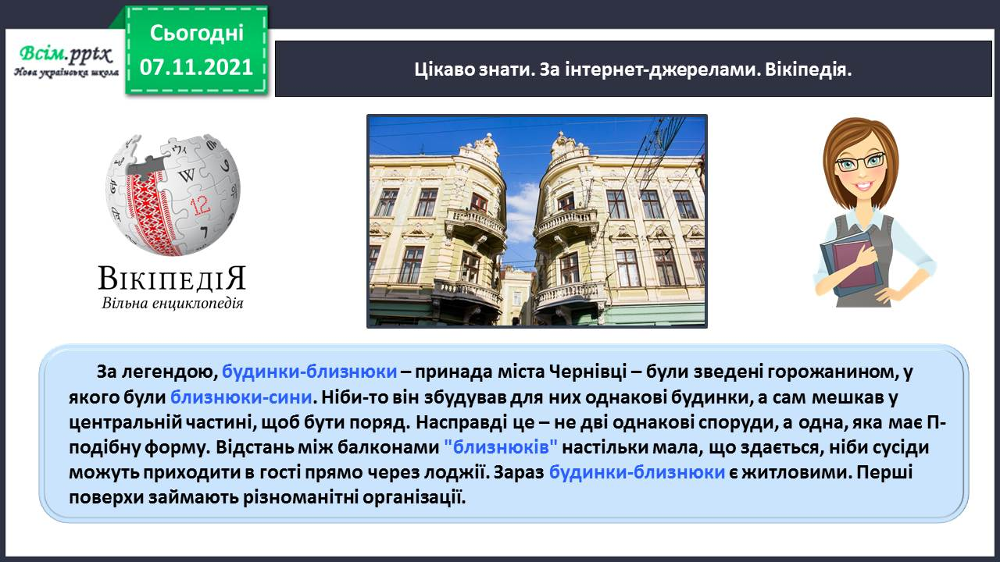 Сьогодні
07.11.2021
Всім.pptx
Нова українська школа
Цікаво знати. За інтернет-джерелами. Вікіпедія.
W
12
ВікіпедіЯ
Вільна енциклопедія
За легендою, будинки-близнюки – принада міста Чернівці – були зведені горожанином, у
якого були близнюки-сини. Ніби-то він збудував для них однакові будинки, а сам мешкав у
центральній частині, щоб бути поряд. Насправді це – не дві однакові споруди, а одна, яка має П-
подібну форму. Відстань між балконами "близнюків" настільки мала, що здається, ніби сусіди
можуть приходити в гості прямо через лоджії. Зараз будинки-близнюки є житловими. Перші
поверхи займають різноманітні організації.